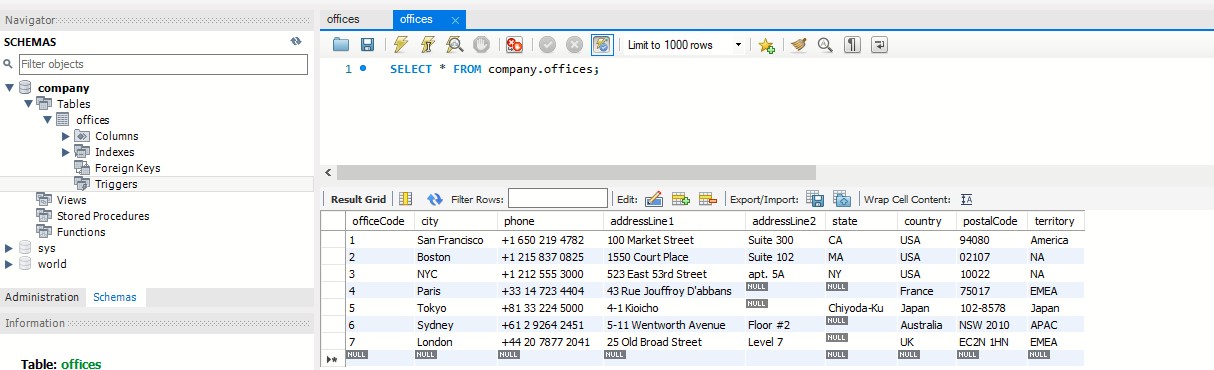 Navigator
SCHEMAS
Filter objects
company
Tables
offices
Columns
Indexes
Foreign Keys
Triggers
Views
Stored Procedures
Functions
sys
world
Administration Schemas
Information
Table: offices
offices offices
Limit to 1000 rows
1 SELECT * FROM company.offices;
Result Grid Filter Rows: Edit: Export/Import: Wrap Cell Content:
officeCode city phone addressLine1 addressLine2 state country postalCode territory
1 San Francisco +1 650 219 4782 100 Market Street Suite 300 CA USA 94080 America
2 Boston +1 215 837 0825 1550 Court Place Suite 102 MA USA 02107 NA
3 NYC +1 212 555 3000 523 East 53rd Street apt. 5A NY USA 10022 NA
4 Paris +33 14 723 4404 43 Rue Jouffroy D'abbans NULL NULL France 75017 EMEA
5 Tokyo +81 33 224 5000 4-1 Kioicho NULL Chiyoda-Ku Japan 102-8578 Japan
6 Sydney +61 2 9264 2451 5-11 Wentworth Avenue Floor #2 NULL Australia NSW 2010 APAC
7 London +44 20 7877 2041 25 Old Broad Street Level 7 NULL UK EC2N 1HN EMEA
NULL NULL NULL NULL NULL NULL NULL NULL NULL